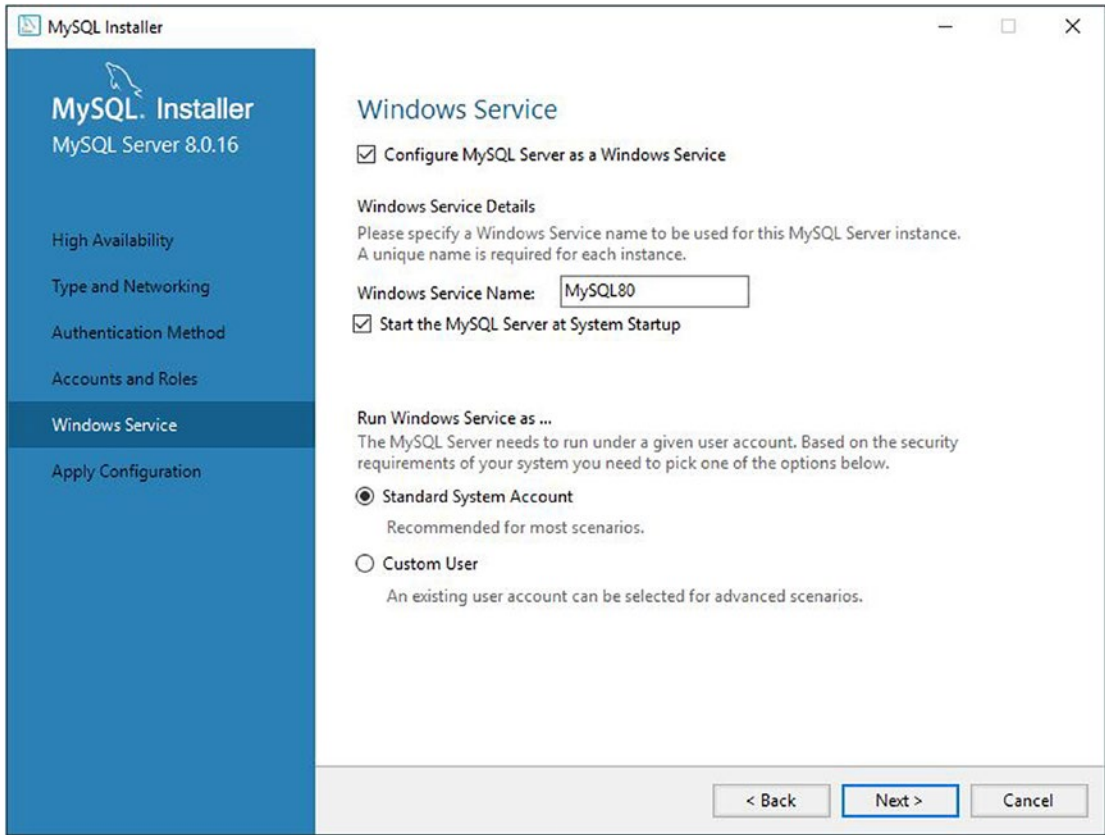 MySQL Installer
MySQL. Installer
MySQL Server 8.0.16
High Availability
Type and Networking
Authentication Method
Accounts and Roles
Windows Service
Apply Configuration
Windows Service
Configure MySQL Server as a Windows Service
Windows Service Details
Please specify a Windows Service name to be used for this MySQL Server instance.
A unique name is required for each instance.
Windows Service Name: MySQL80
Start the MySQL Server at System Startup
Run Windows Service as ...
The MySQL Server needs to run under a given user account. Based on the security
requirements of your system you need to pick one of the options below.
Standard System Account
Recommended for most scenarios.
Custom User
An existing user account can be selected for advanced scenarios.
< Back Next > Cancel